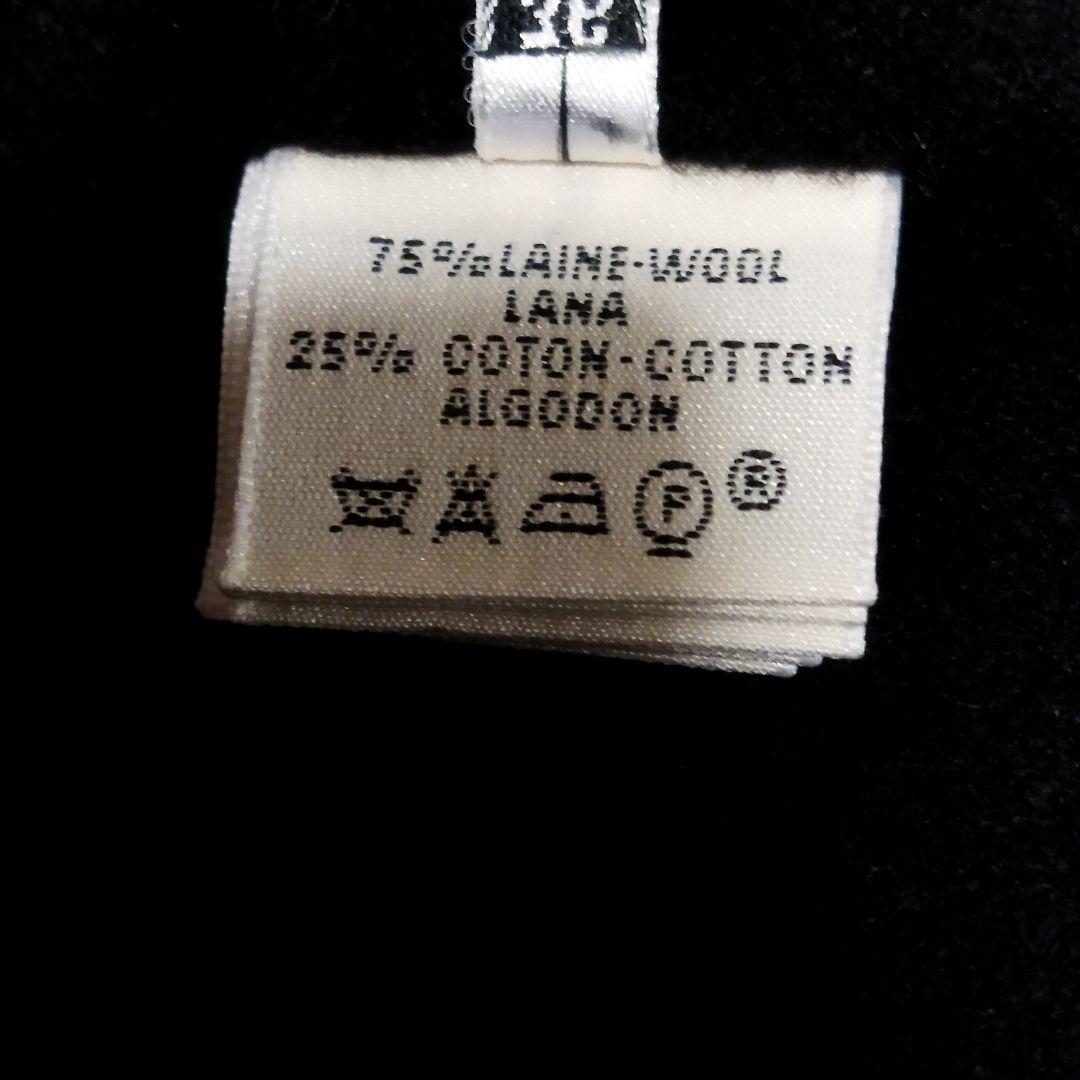 75% LAINE-WOOL
LANA
25% COTON-COTTON
ALGODON
P
R